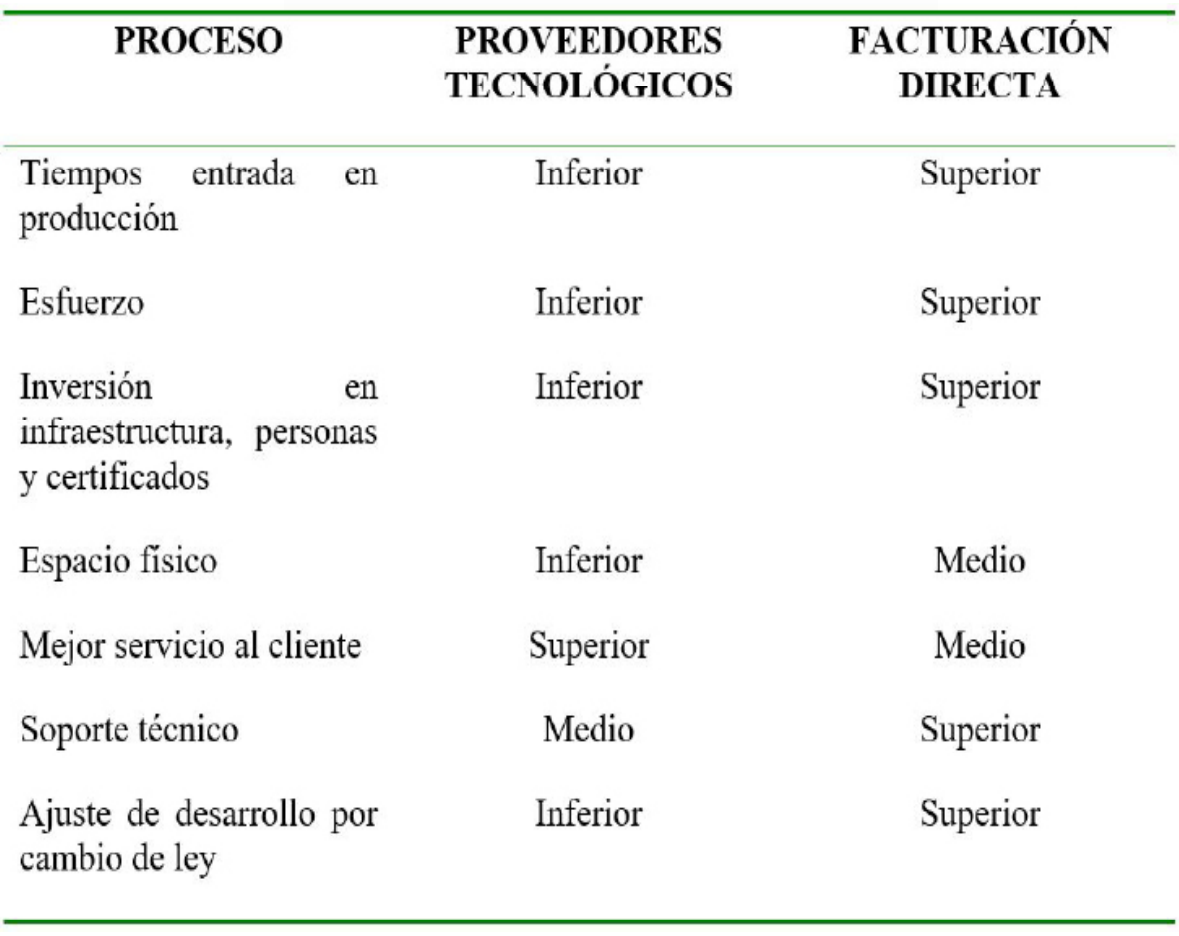 PROCESO PROVEEDORES FACTURACIÓN
TECNOLÓGICOS DIRECTA
Tiempos entrada en Inferior Superior
producción
Esfuerzo Inferior Superior
Inversión en Inferior Superior
infraestructura, personas
y certificados
Espacio físico Inferior Medio
Mejor servicio al cliente Superior Medio
Soporte técnico Medio Superior
Ajuste de desarrollo por Inferior Superior
cambio de ley